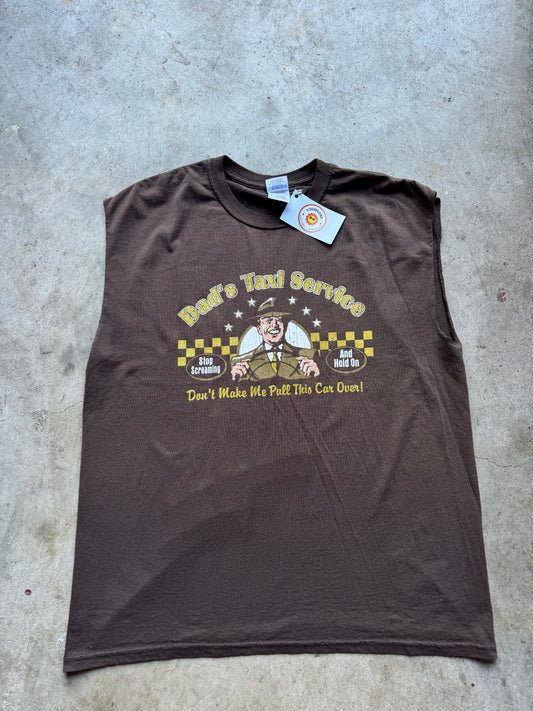 Dad's Taxi Service
Stop
Screaming
And
Hold On
Don't Make Me Pull This Car Over!